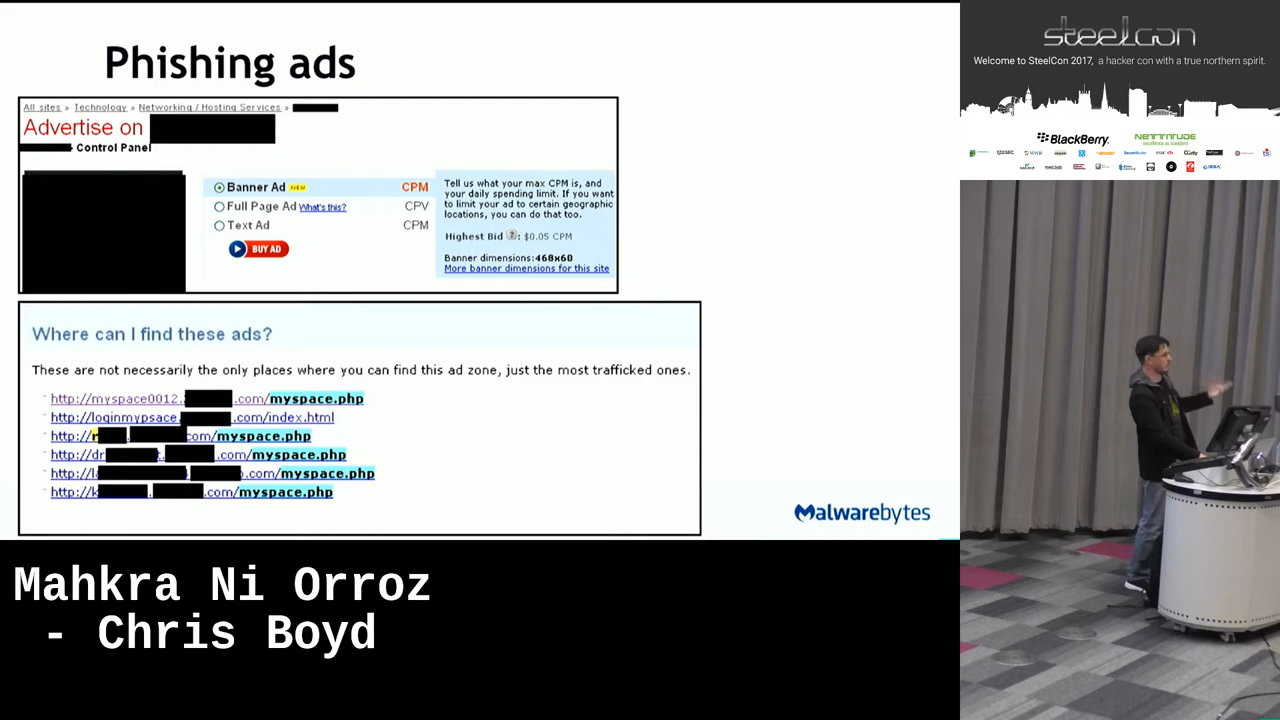 Phishing ads
All sites » Technology » Networking / Hosting Services »
Advertise on
Control Panel
Banner Ad NEW CPM
Full Page Ad What's this? CPV
Text Ad CPM
BUY AD
Tell us what your max CPM is, and
your daily spending limit. If you want
to limit your ad to certain geographic
locations, you can do that too.
Highest Bid ? : $0.05 CPM
Banner dimensions:468x60
More banner dimensions for this site
Where can I find these ads?
These are not necessarily the only places where you can find this ad zone, just the most trafficked ones.
http://myspace0012. .com/myspace.php
http://loginmypsace. .com/index.html
http://r . com/myspace.php
http://dr t. .com/myspace.php
http://la . .com/myspace.php
http://k . .com/myspace.php
Malwarebytes
Mahkra Ni Orroz
- Chris Boyd
steelcon
Welcome to SteelCon 2017, a hacker con with a true northern spirit.
BlackBerry NETTITUDE